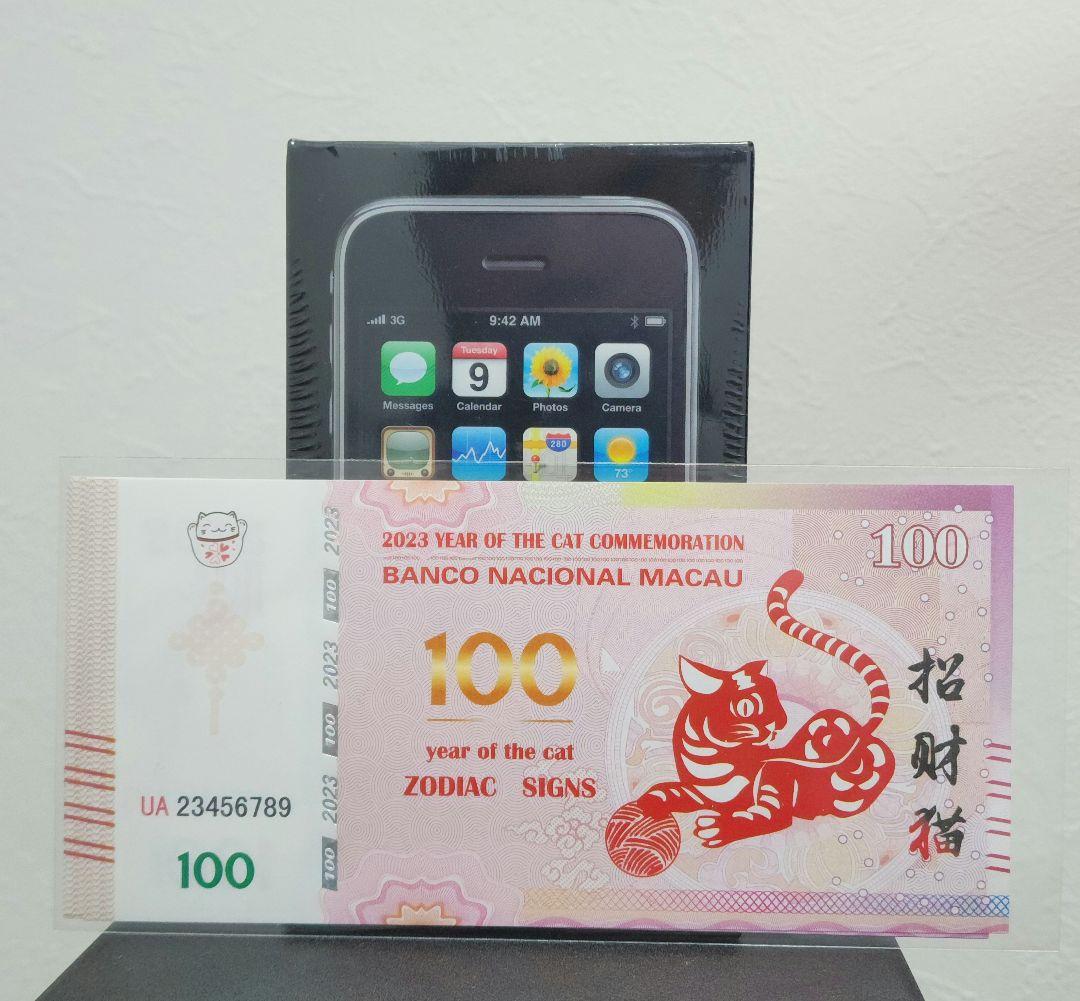 3G 9:42 AM
Tuesday
9
Messages Calendar Photos Camera
280
73°
2023 YEAR OF THE CAT COMMEMORATION
BANCO NACIONAL MACAU
100
100
year of the cat
ZODIAC SIGNS
招财猫
2023
100
2023
100
2023
100
UA 23456789
100